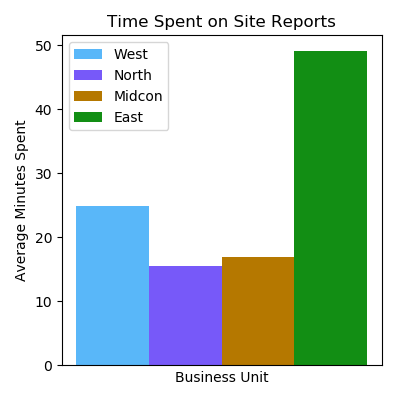 Time Spent on Site Reports
West
North
Midcon
East
Average Minutes Spent
50
40
30
20
10
0
Business Unit